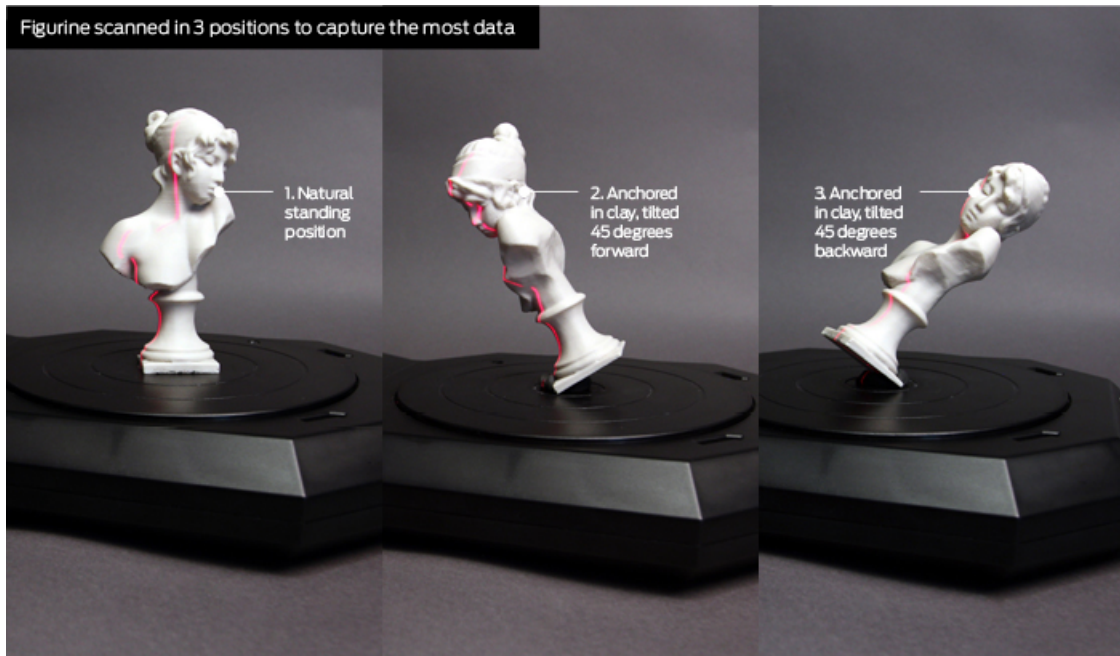 Figurine scanned in 3 positions to capture the most data
1. Natural
standing
position
2. Anchored
in clay, tilted
45 degrees
forward
3. Anchored
in clay, tilted
45 degrees
backward